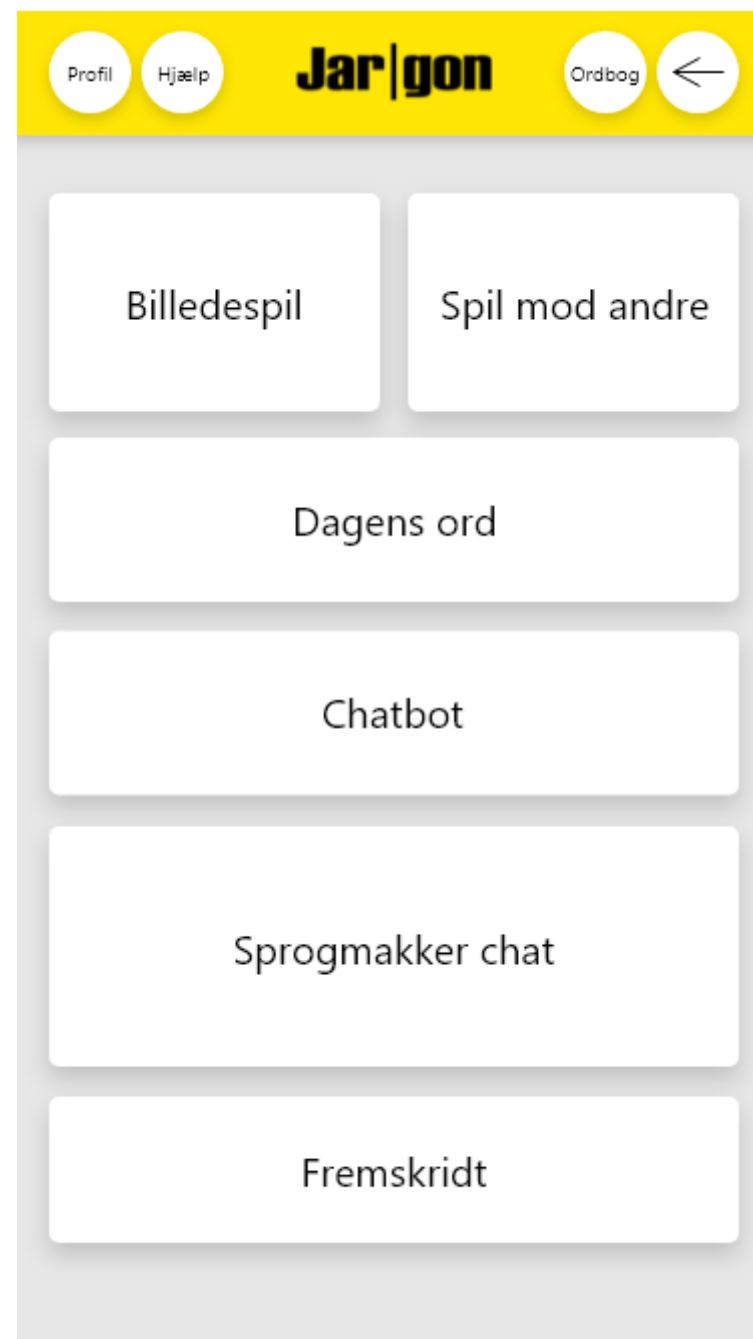 Profil Hjælp Jar|gon Ordbog
Billedespil Spil mod andre
Dagens ord
Chatbot
Sprogmakker chat
Fremskridt